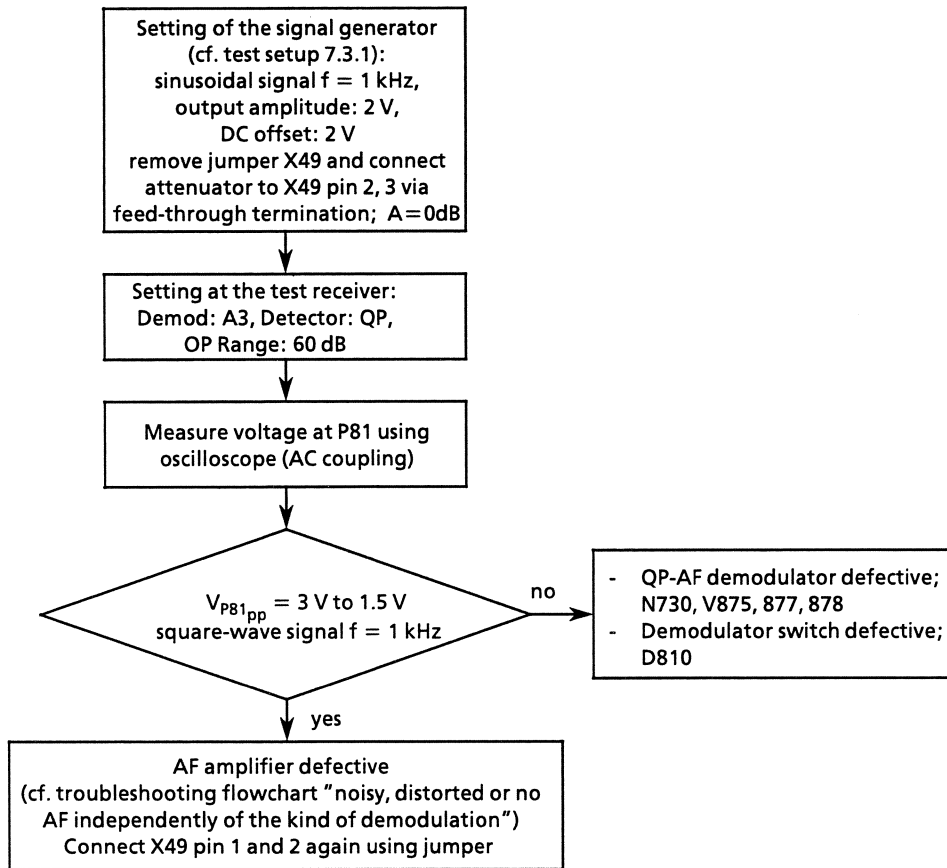 Setting of the signal generator
(cf. test setup 7.3.1):
sinusoidal signal f = 1 kHz,
output amplitude: 2 V,
DC offset: 2 V
remove jumper X49 and connect
attenuator to X49 pin 2, 3 via
feed-through termination; A=0dB
Setting at the test receiver:
Demod: A3, Detector: QP,
OP Range: 60 dB
Measure voltage at P81 using
oscilloscope (AC coupling)
VP81pp = 3 V to 1.5 V
square-wave signal f = 1 kHz
no
- QP-AF demodulator defective;
N730, V875, 877, 878
- Demodulator switch defective;
D810
yes
AF amplifier defective
(cf. troubleshooting flowchart "noisy, distorted or no
AF independently of the kind of demodulation")
Connect X49 pin 1 and 2 again using jumper